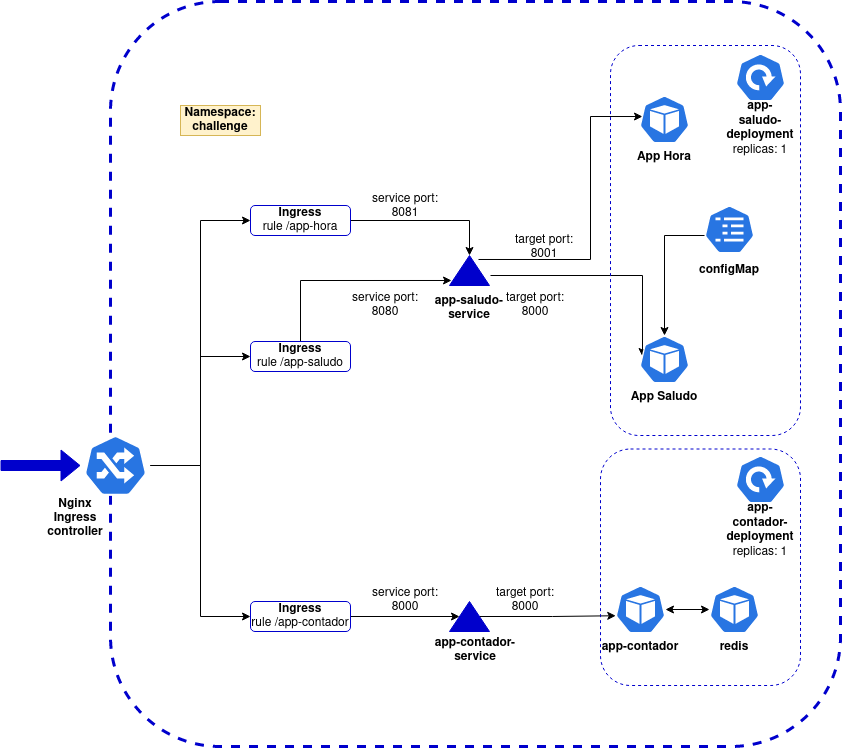 Namespace:
challenge
app-
saludo-
deployment
replicas: 1
App Hora
Ingress
rule /app-hora
service port:
8081
target port:
8001
configMap
app-saludo-
service
service port:
8080
target port:
8000
Ingress
rule /app-saludo
App Saludo
Nginx
Ingress
controller
app-
contador-
deployment
replicas: 1
Ingress
rule /app-contador
service port:
8000
target port:
8000
app-contador-
service
app-contador
redis